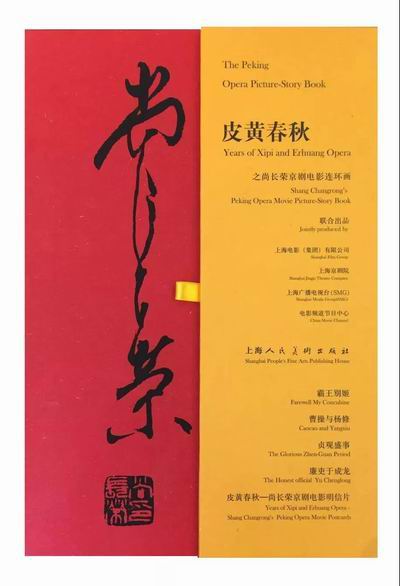 尚长荣
The Peking
Opera Picture-Story Book
皮黄春秋
Years of Xipi and Erhuang Opera
之尚长荣京剧电影连环画
Shang Changrong's
Peking Opera Movie Picture-Story Book
联合出品
Jointly produced by
上海电影（集团）有限公司
Shanghai Film Group
上海京剧院
Shanghai Jingju Theatre Company
上海广播电视台(SMG)
Shanghai Media Group(SMG)
电影频道节目中心
China Movie Channel
上海人民美术出版社
Shanghai People's Fine Arts Publishing House
霸王别姬
Farewell My Concubine
曹操与杨修
Caocao and Yangxiu
贞观盛事
The Glorious Zhen-Guan Period
廉吏于成龙
The Honest official Yu Chenglong
皮黄春秋—尚长荣京剧电影明信片
Years of Xipi and Erhuang Opera -
Shang Changrong's Peking Opera Movie Postcards